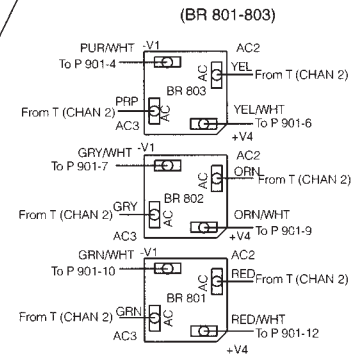 (BR 801-803)
PUR/WHT -V1 AC2
To P 901-4 YEL
AC From T (CHAN 2)
BR 803
PRP
From T (CHAN 2) AC YEL/WHT
AC3 To P 901-6
+V4
GRY/WHT -V1 AC2
To P 901-7 ORN
AC From T (CHAN 2)
BR 802
GRY
From T (CHAN 2) AC ORN/WHT
To P 901-9
AC3 +V4
GRN/WHT -V1 AC2
To P 901-10 RED
AC From T (CHAN 2)
BR 801
GRN
From T (CHAN 2) AC RED/WHT
AC3 To P 901-12
+V4